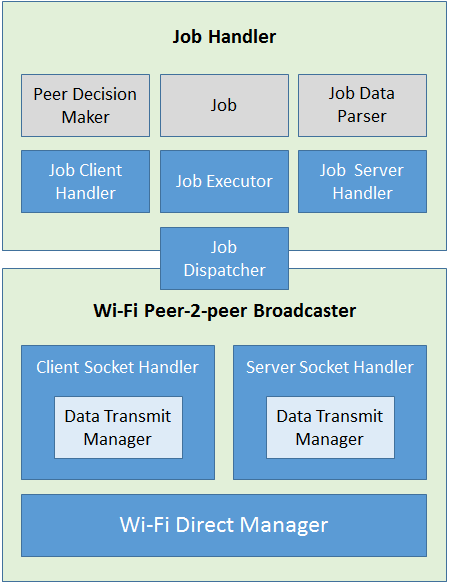 Job Handler
Peer Decision
Maker
Job
Job Data
Parser
Job Client
Handler
Job Executor
Job Server
Handler
Job
Dispatcher
Wi-Fi Peer-2-peer Broadcaster
Client Socket Handler
Data Transmit
Manager
Server Socket Handler
Data Transmit
Manager
Wi-Fi Direct Manager